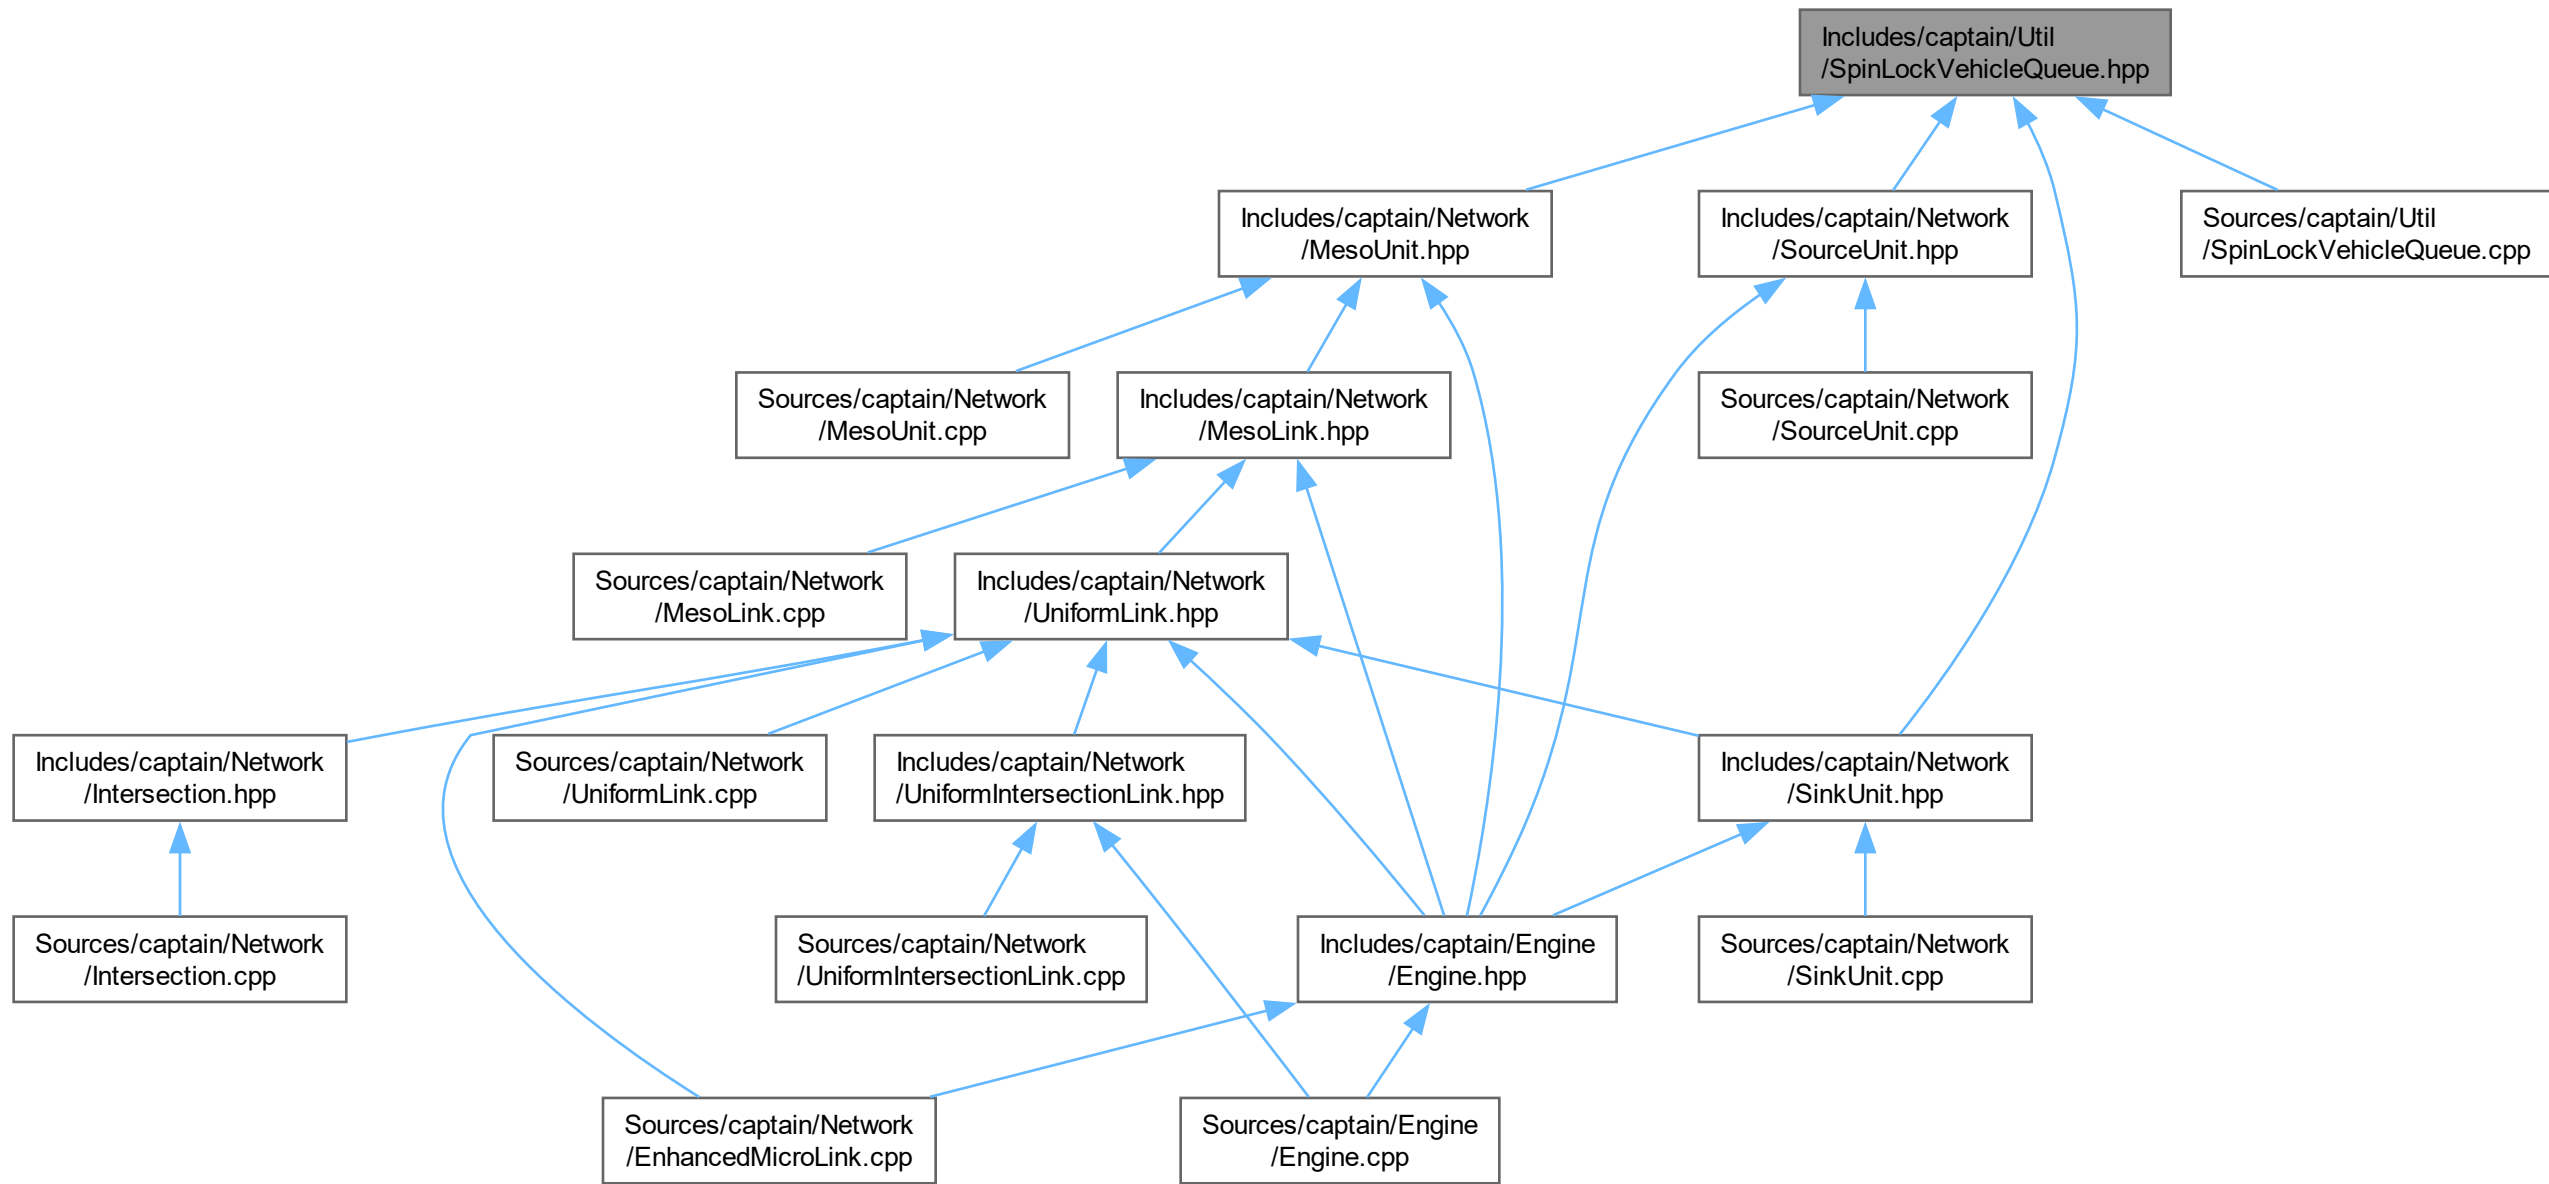 Includes/captain/Util
/SpinLockVehicleQueue.hpp
Includes/captain/Network
/MesoUnit.hpp
Includes/captain/Network
/SourceUnit.hpp
Sources/captain/Util
/SpinLockVehicleQueue.cpp
Sources/captain/Network
/MesoUnit.cpp
Includes/captain/Network
/MesoLink.hpp
Sources/captain/Network
/SourceUnit.cpp
Sources/captain/Network
/MesoLink.cpp
Includes/captain/Network
/UniformLink.hpp
Includes/captain/Network
/Intersection.hpp
Sources/captain/Network
/UniformLink.cpp
Includes/captain/Network
/UniformIntersectionLink.hpp
Includes/captain/Network
/SinkUnit.hpp
Sources/captain/Network
/Intersection.cpp
Sources/captain/Network
/UniformIntersectionLink.cpp
Includes/captain/Engine
/Engine.hpp
Sources/captain/Network
/SinkUnit.cpp
Sources/captain/Network
/EnhancedMicroLink.cpp
Sources/captain/Engine
/Engine.cpp